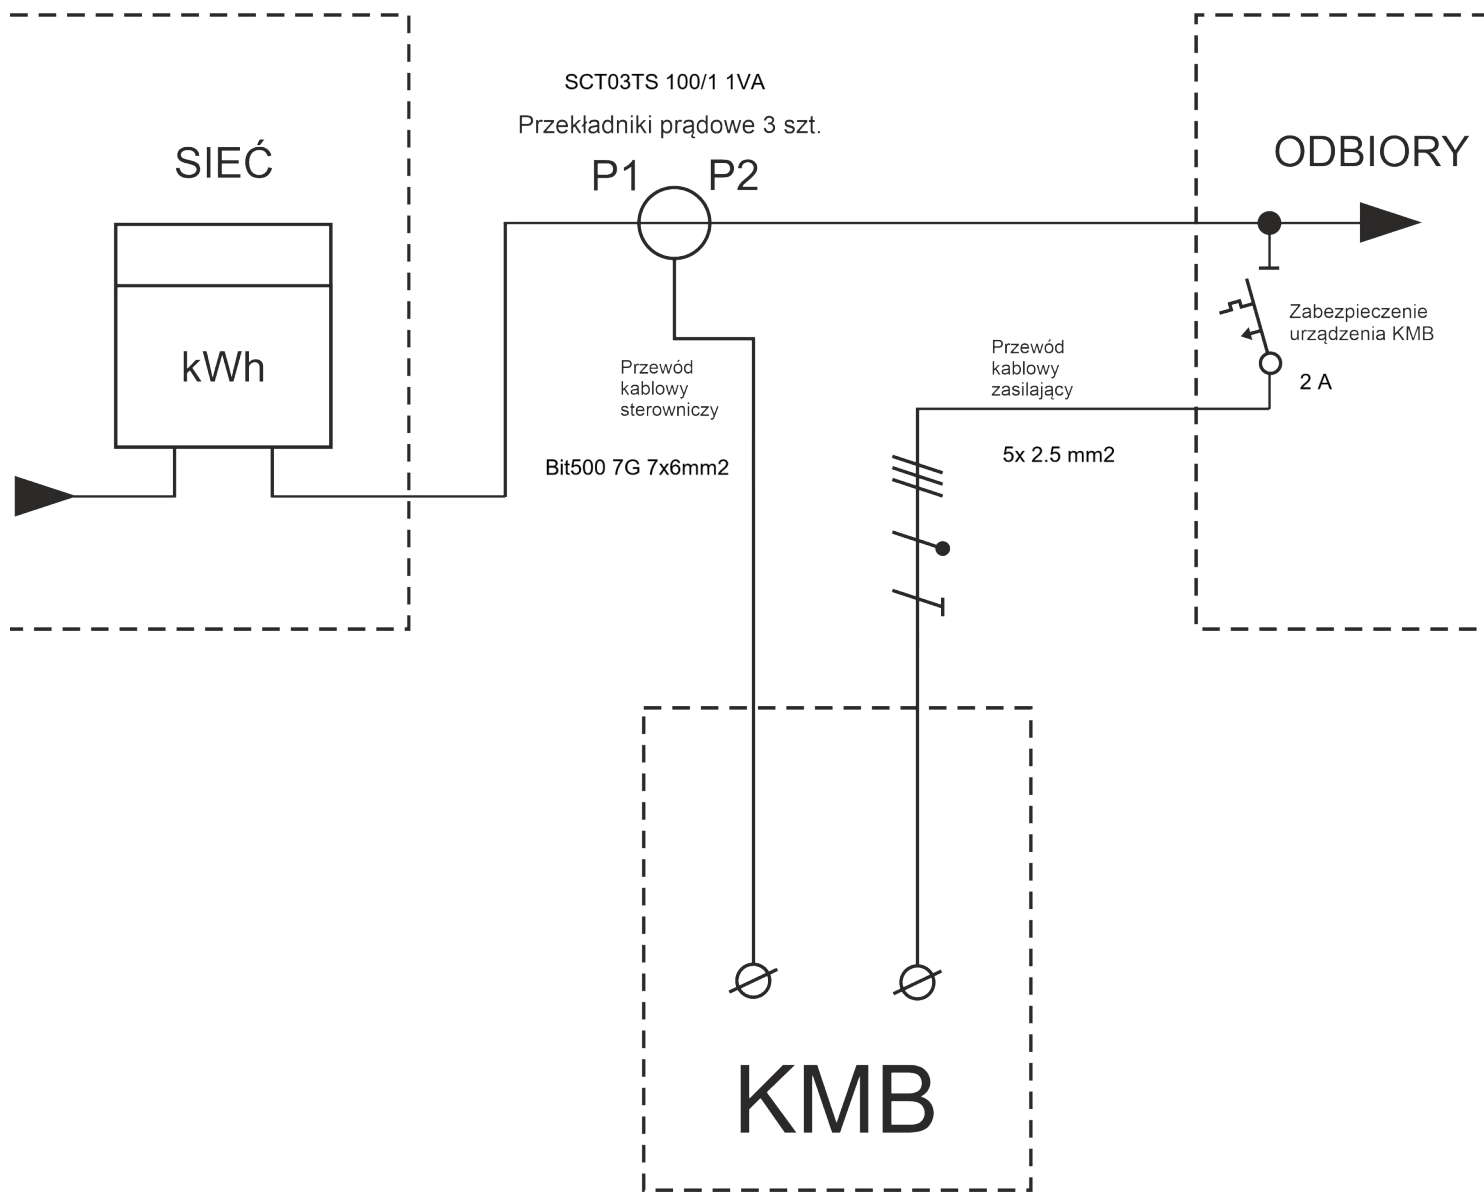 SCT03TS 100/1 1VA
Przekładniki prądowe 3 szt.
P1 P2
SIEĆ
kWh
ODBIORY
Zabezpieczenie
urządzenia KMB
2 A
Przewód
kablowy
sterowniczy
Bit500 7G 7x6mm2
Przewód
kablowy
zasilający
5x 2.5 mm2
KMB